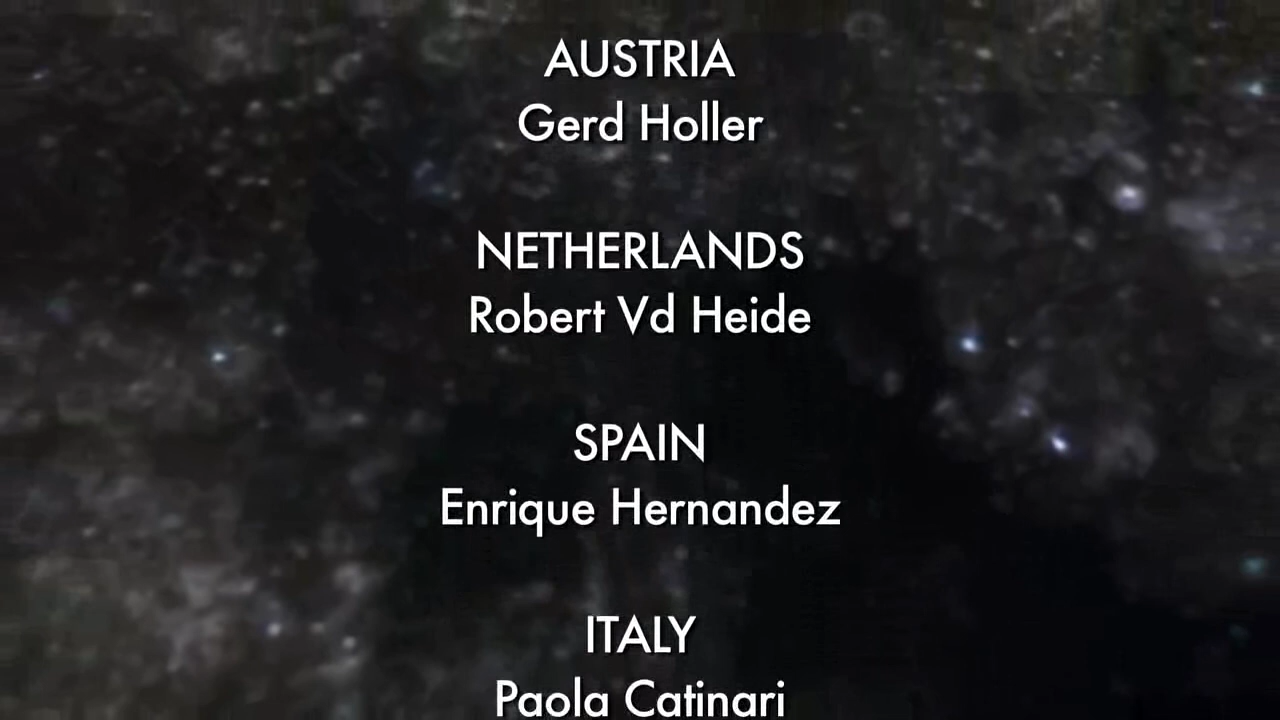 AUSTRIA
Gerd Holler
NETHERLANDS
Robert Vd Heide
SPAIN
Enrique Hernandez
ITALY
Paola Catinari